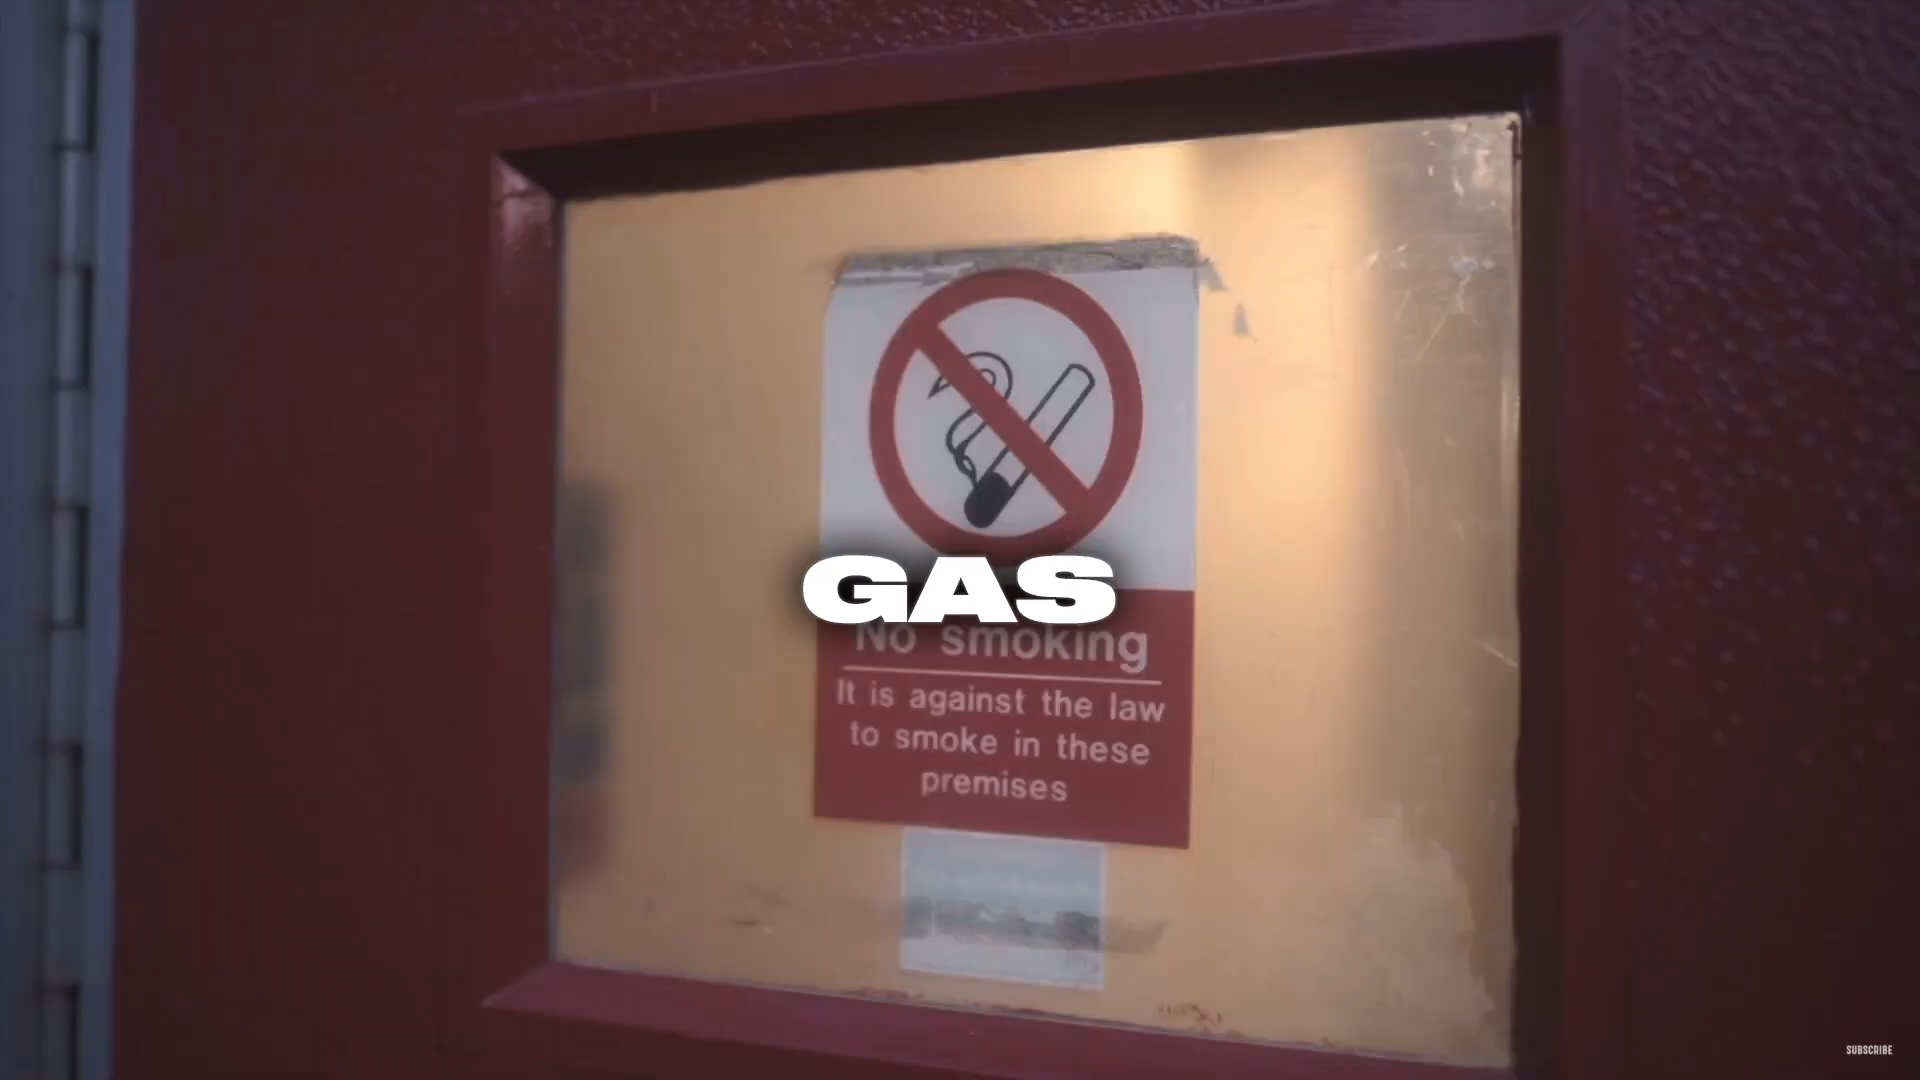 GAS
No smoking
It is against the law
to smoke in these
premises
SUBSCRIBE